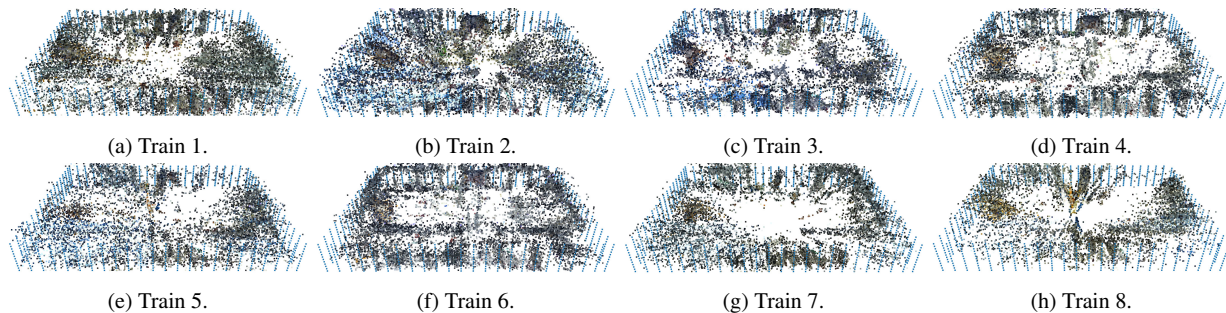 (a) Train 1. (b) Train 2. (c) Train 3. (d) Train 4.
(e) Train 5. (f) Train 6. (g) Train 7. (h) Train 8.